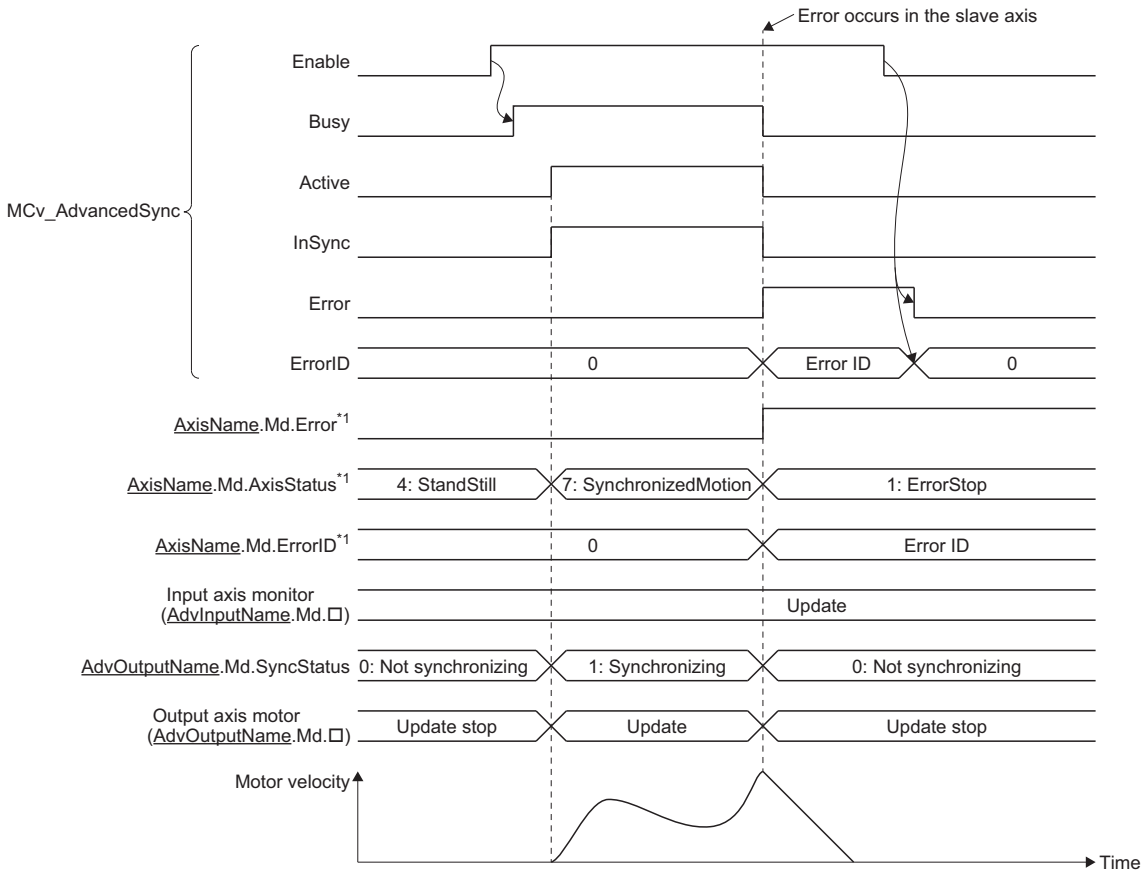 Error occurs in the slave axis
Enable
Busy
Active
MCv_AdvancedSync
InSync
Error
ErrorID
0
Error ID
0
AxisName.Md.Error*1
AxisName.Md.AxisStatus*1
4: StandStill
7: SynchronizedMotion
1: ErrorStop
AxisName.Md.ErrorID*1
0
Error ID
Input axis monitor
(AdvInputName.Md.□)
Update
AdvOutputName.Md.SyncStatus
0: Not synchronizing
1: Synchronizing
0: Not synchronizing
Output axis motor
(AdvOutputName.Md.□)
Update stop
Update
Update stop
Motor velocity
Time